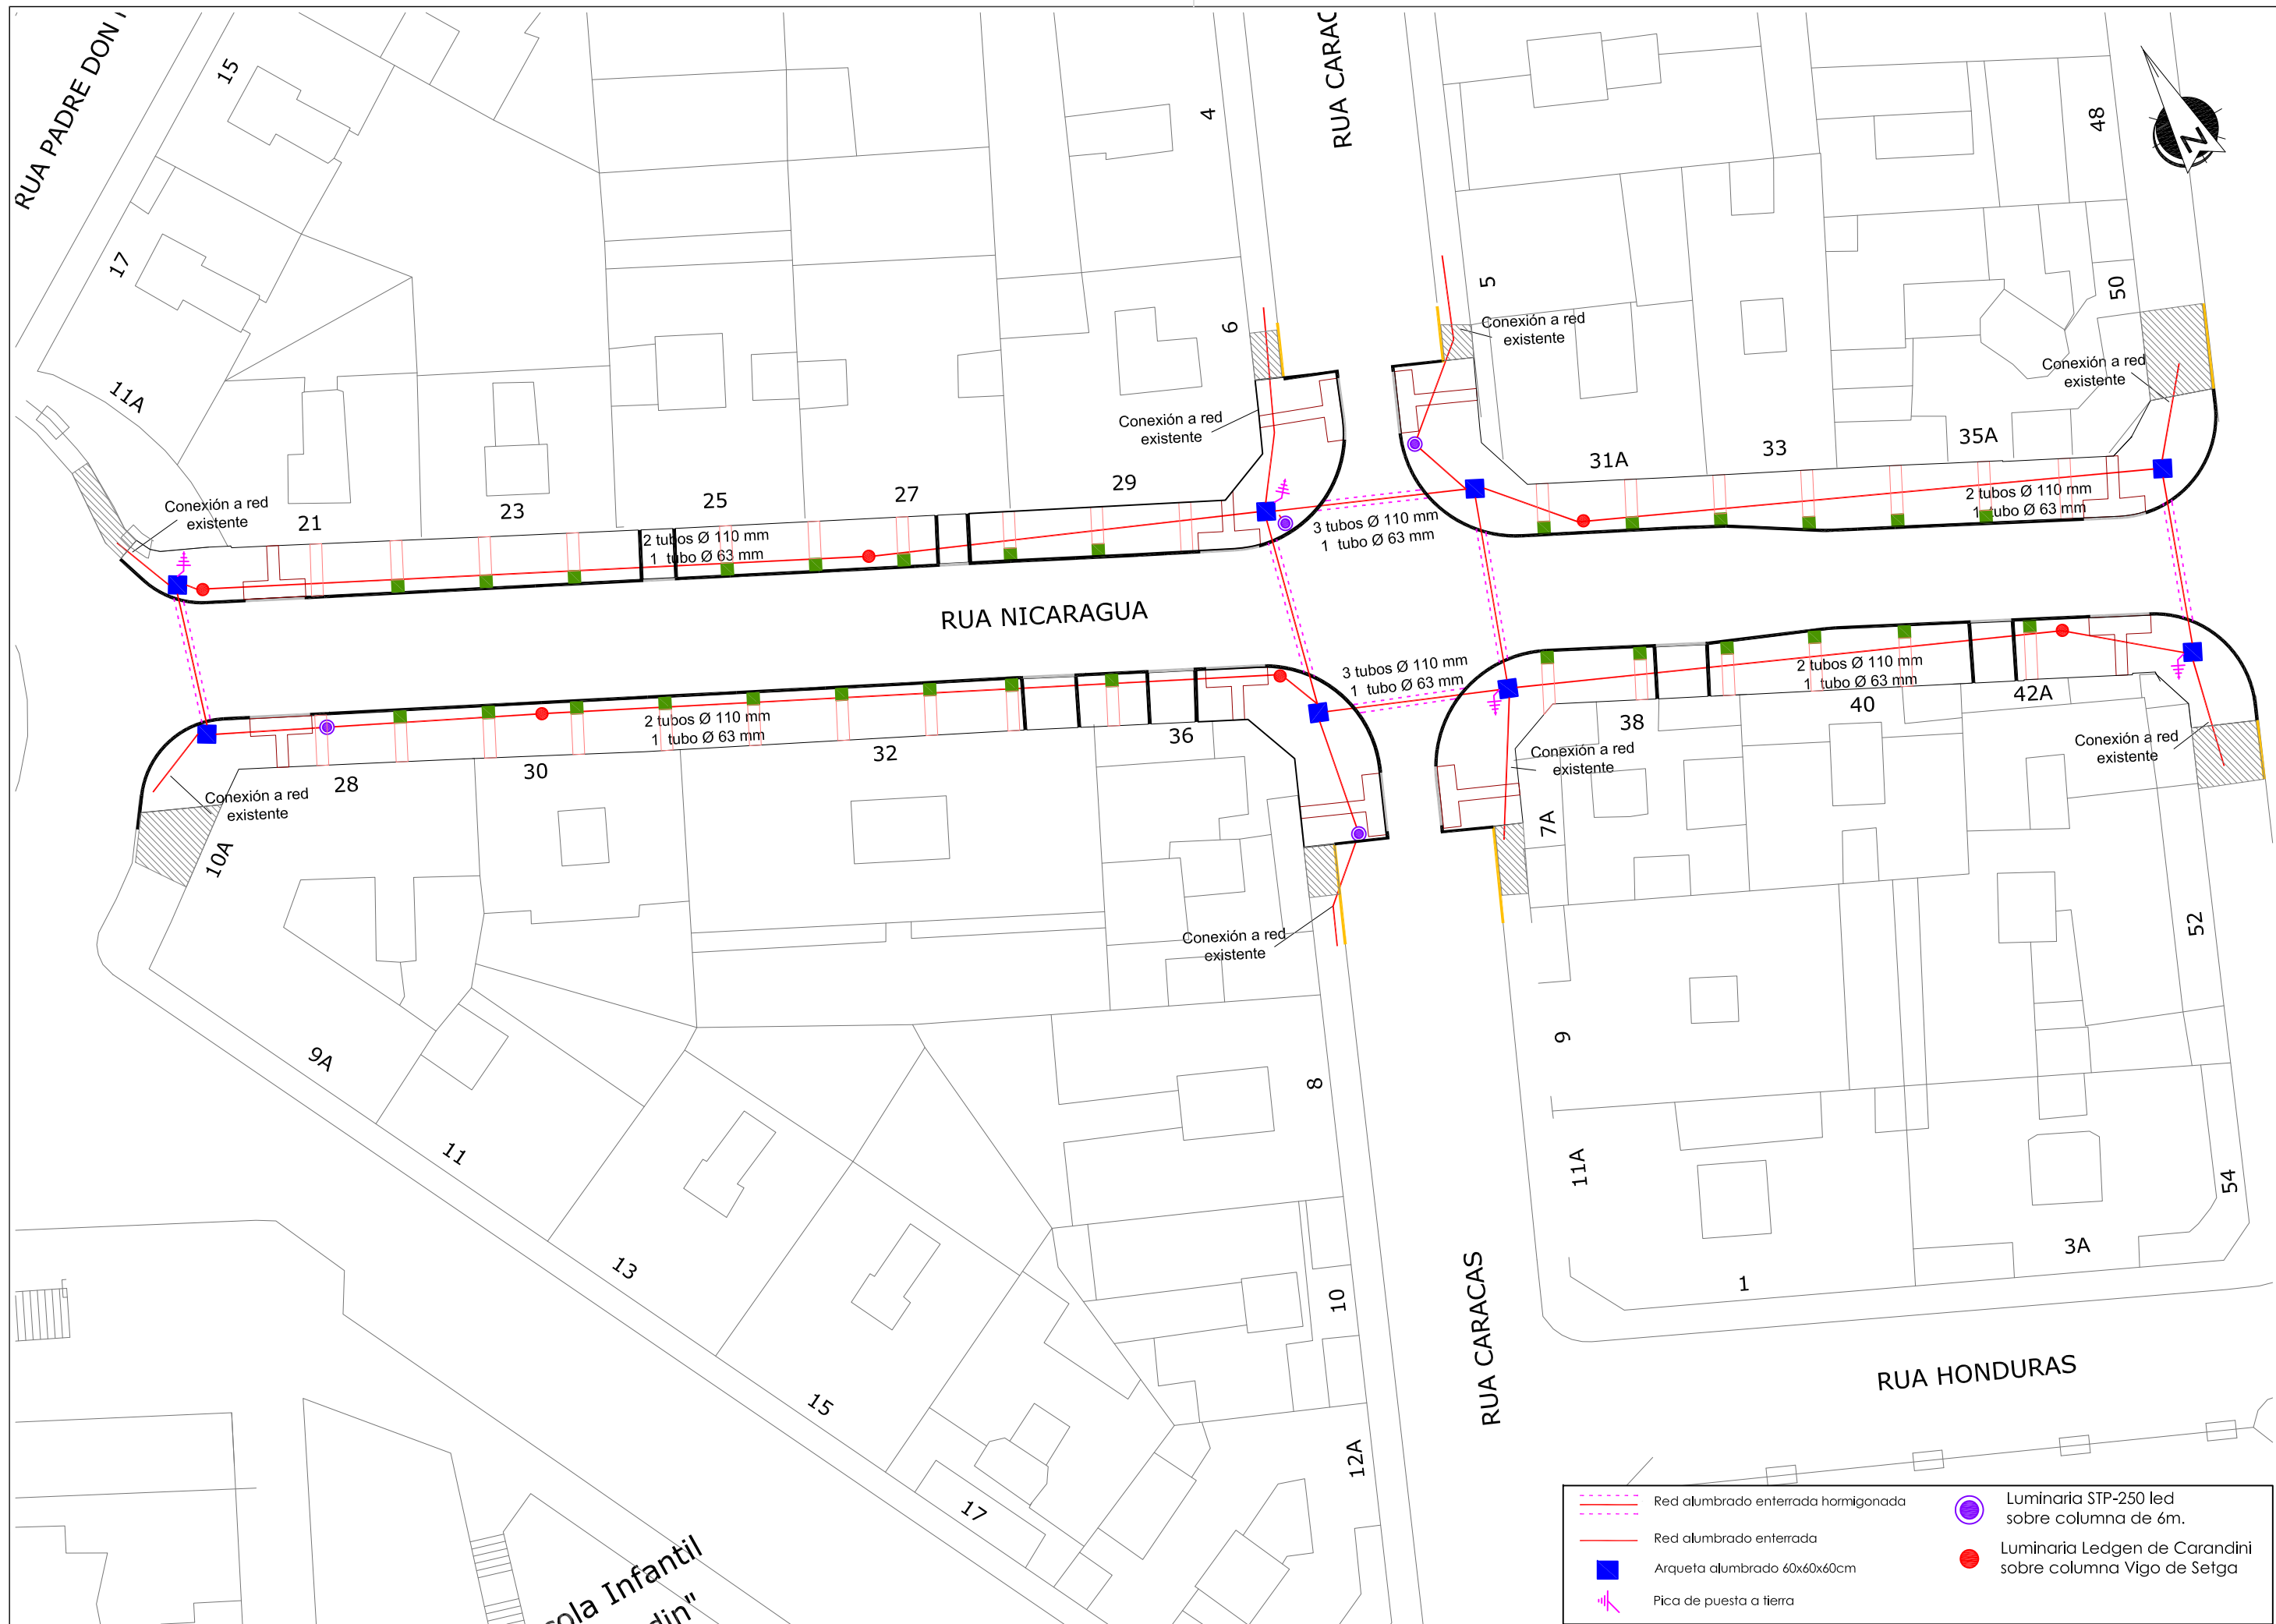 RUA PADRE DON
15
17
11A
4
RUA CARAC
6
5
48
50
N
Conexión a red
existente
Conexión a red
existente
Conexión a red
existente
Conexión a red
existente
21
23
25
27
29
31A
33
35A
2 tubos Ø 110 mm
1 tubo Ø 63 mm
3 tubos Ø 110 mm
1 tubo Ø 63 mm
2 tubos Ø 110 mm
1 tubo Ø 63 mm
RUA NICARAGUA
3 tubos Ø 110 mm
1 tubo Ø 63 mm
2 tubos Ø 110 mm
1 tubo Ø 63 mm
2 tubos Ø 110 mm
1 tubo Ø 63 mm
28
30
32
36
38
40
42A
Conexión a red
existente
Conexión a red
existente
Conexión a red
existente
Conexión a red
existente
10A
7A
9A
11
13
15
17
8
10
12A
9
11A
52
54
1
3A
RUA CARACAS
RUA HONDURAS
cola Infantil
din"
Red alumbrado enterrada hormigonada
Red alumbrado enterrada
Arqueta alumbrado 60x60x60cm
Pica de puesta a tierra
Luminaria STP-250 led
sobre columna de 6m.
Luminaria Ledgen de Carandini
sobre columna Vigo de Setga